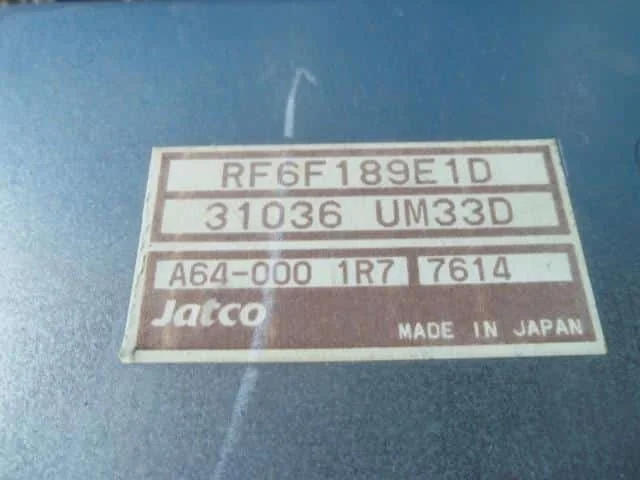 RF6F189E1D
31036 UM33D
A64-000 1R7 7614
Jatco
MADE IN JAPAN